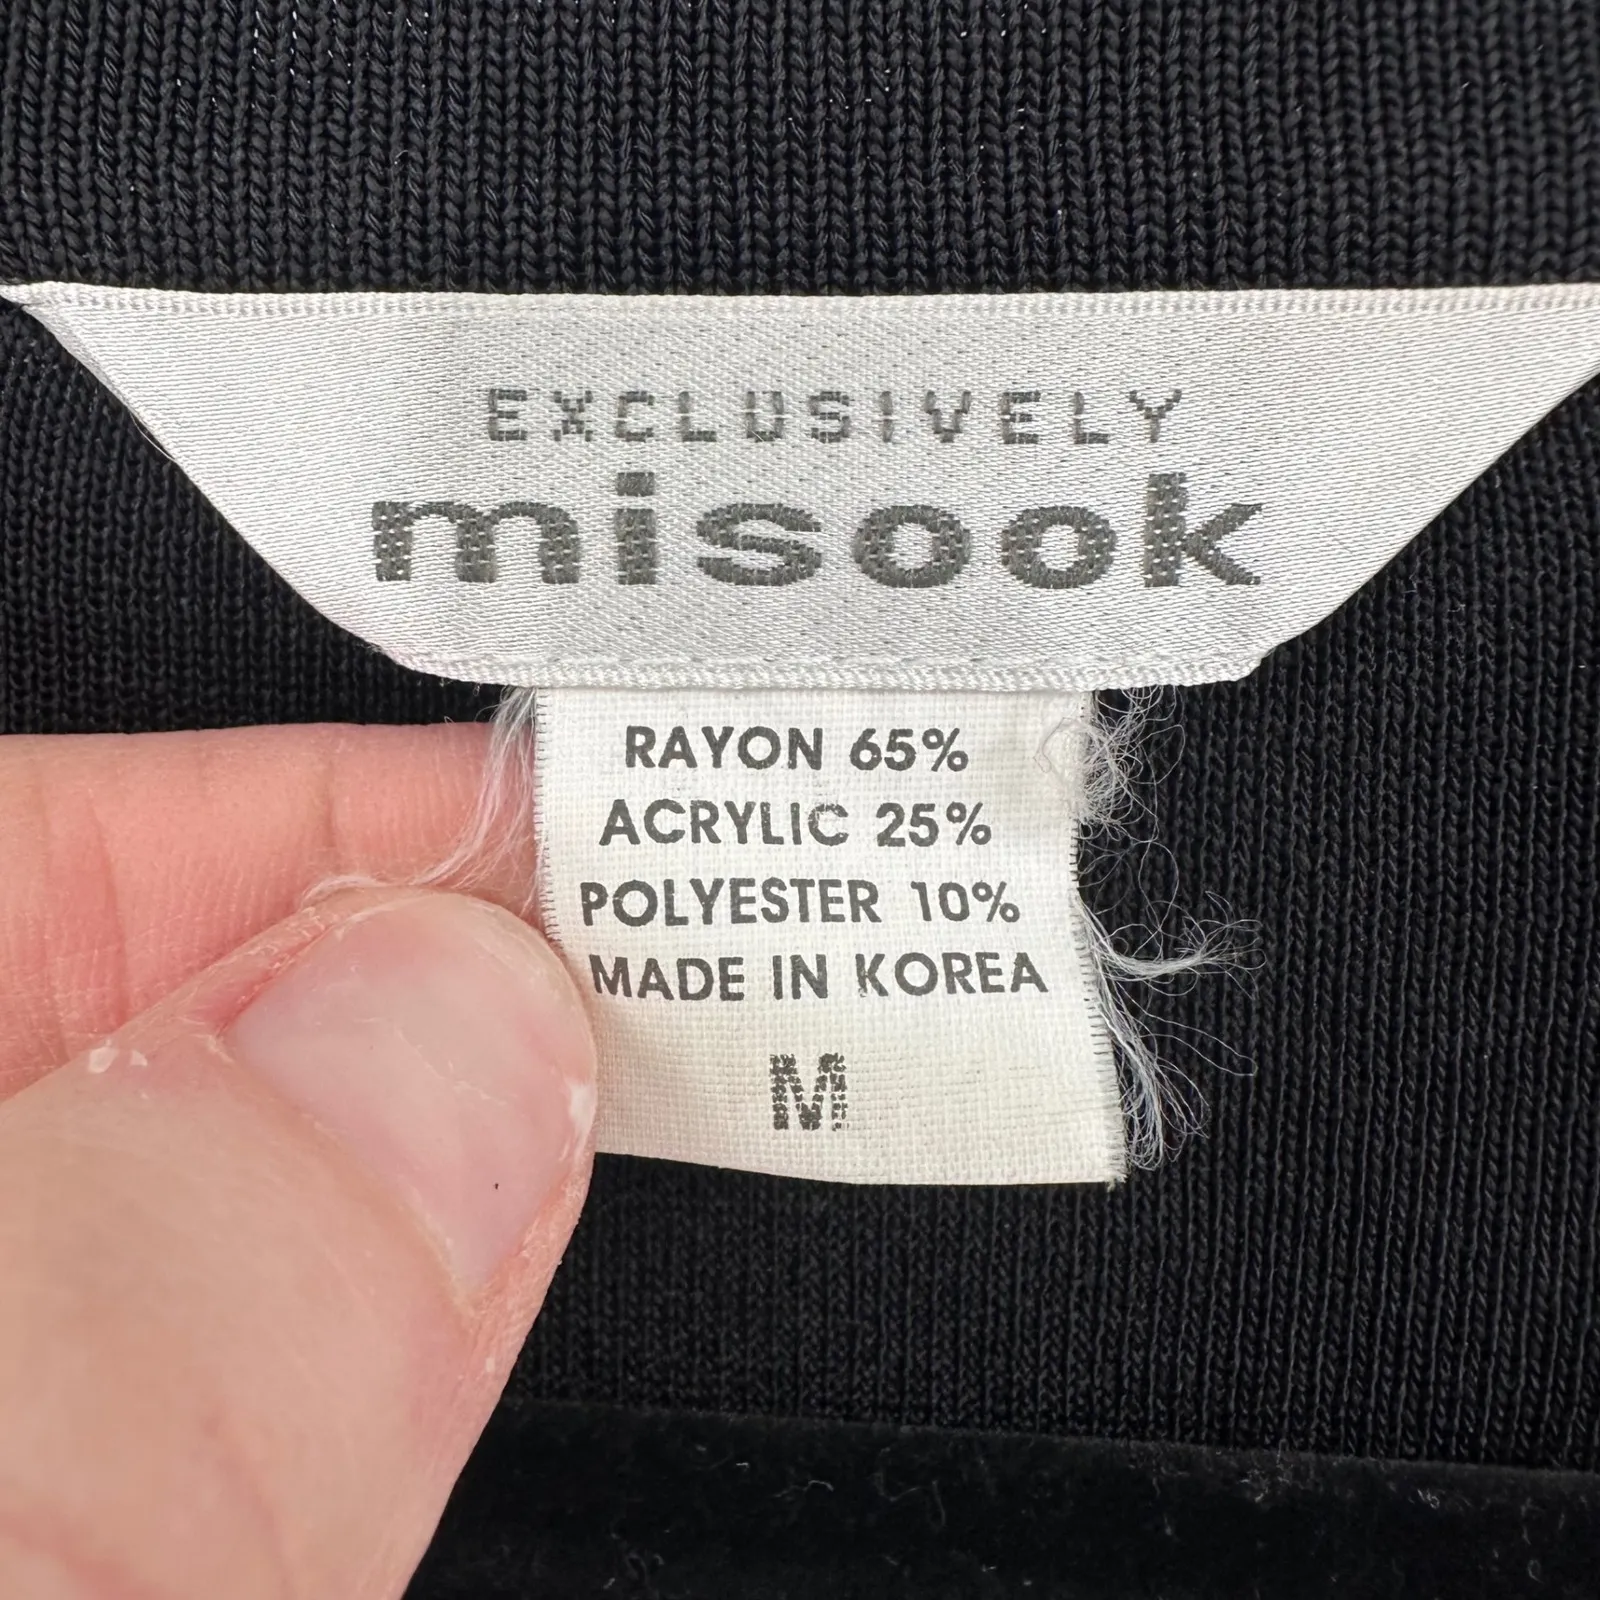 EXCLUSIVELY
misook
RAYON 65%
ACRYLIC 25%
POLYESTER 10%
MADE IN KOREA
M